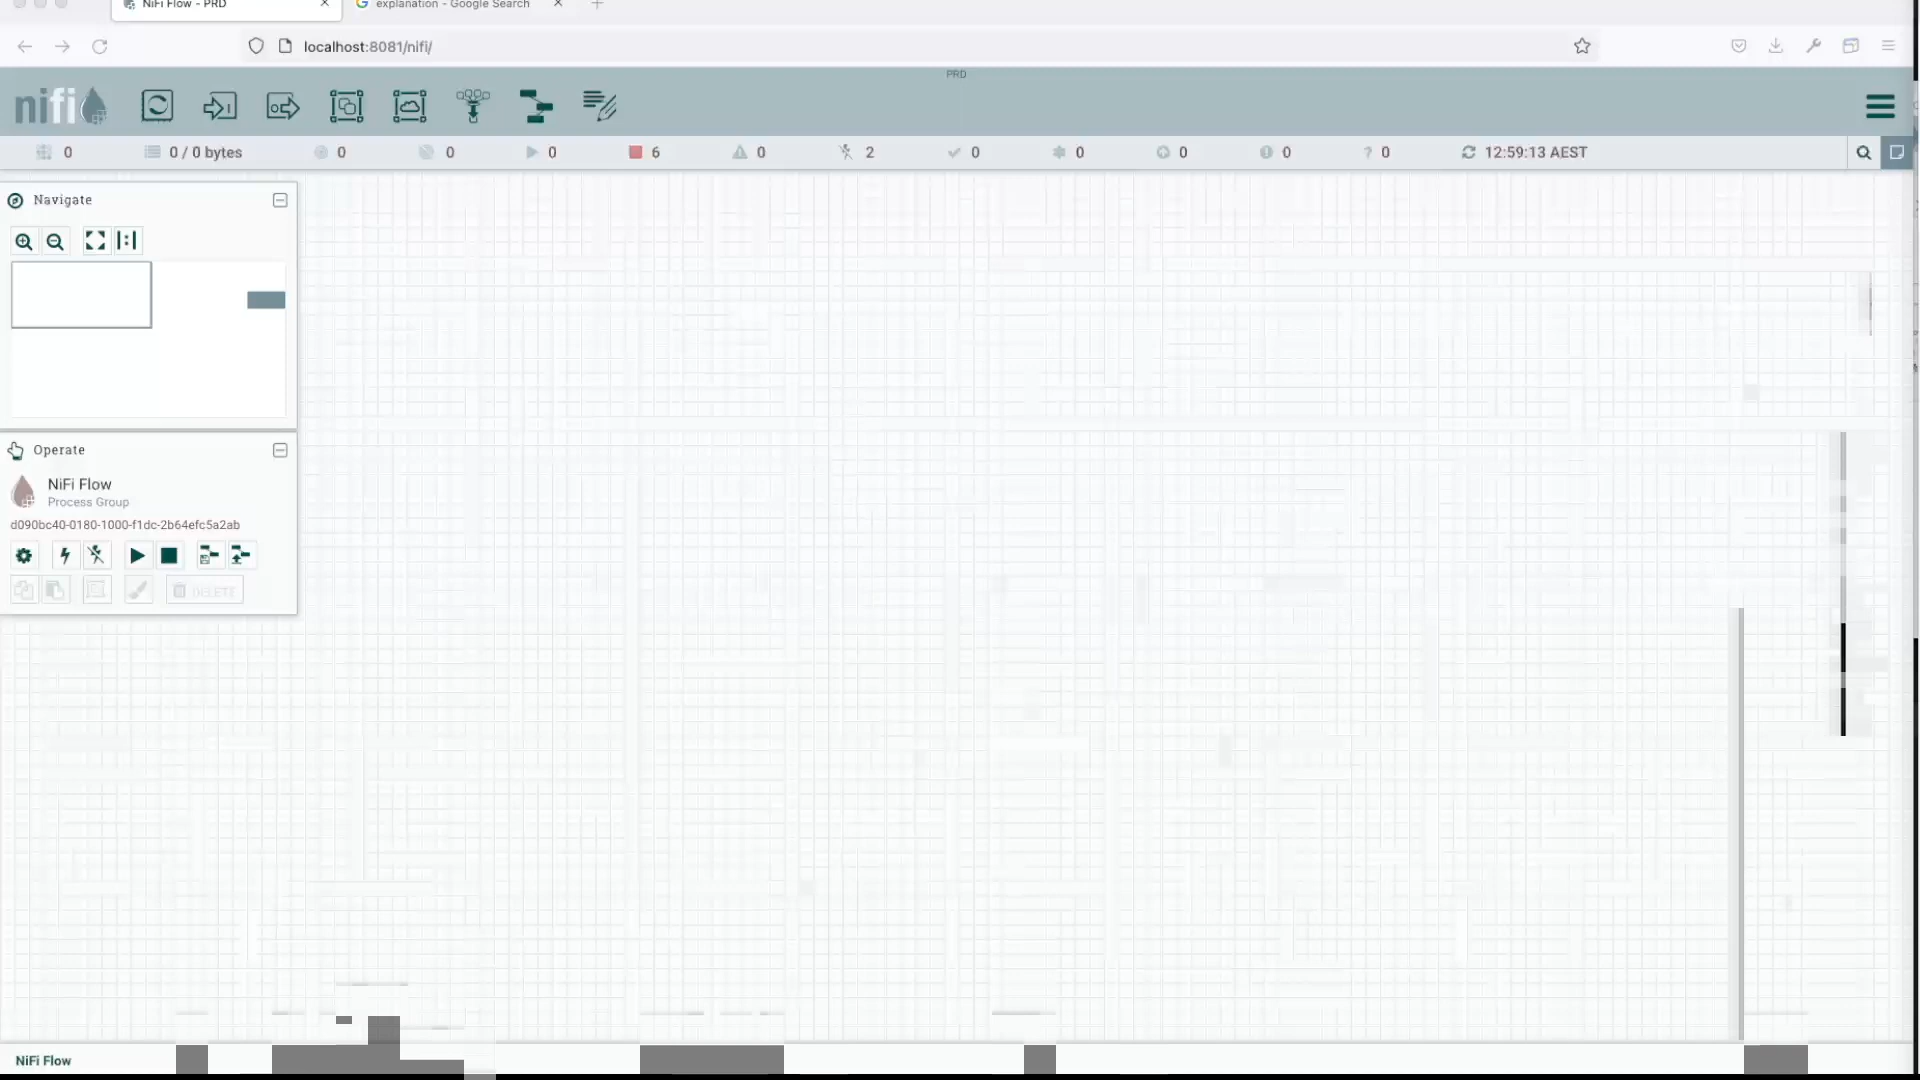 NiFi Flow - PRD
explanation - Google Search
localhost:8081/nifi/
PRD
nifi
0
0 / 0 bytes
0
0
0
6
0
2
0
0
0
0
? 0
12:59:13 AEST
Navigate
Operate
NiFi Flow
Process Group
d090bc40-0180-1000-f1dc-2b64efc5a2ab
DELETE
NiFi Flow